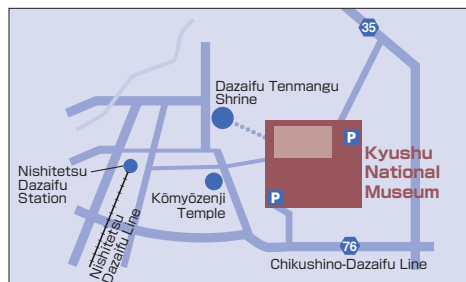 35
Dazaifu Tenmangu
Shrine
P
Kyushu
National
Museum
Nishitetsu
Dazaifu
Station
Kōmyōzenji
Temple
P
Nishitetsu
Dazaifu Line
76
Chikushino-Dazaifu Line